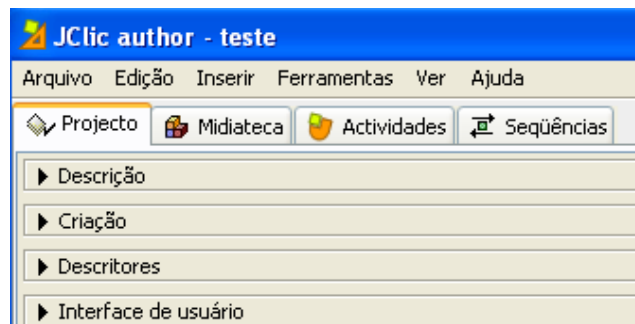 JClic author - teste
Arquivo Edição Inserir Ferramentas Ver Ajuda
Projecto Midiateca Actividades Seqüências
Descrição
Criação
Descritores
Interface de usuário